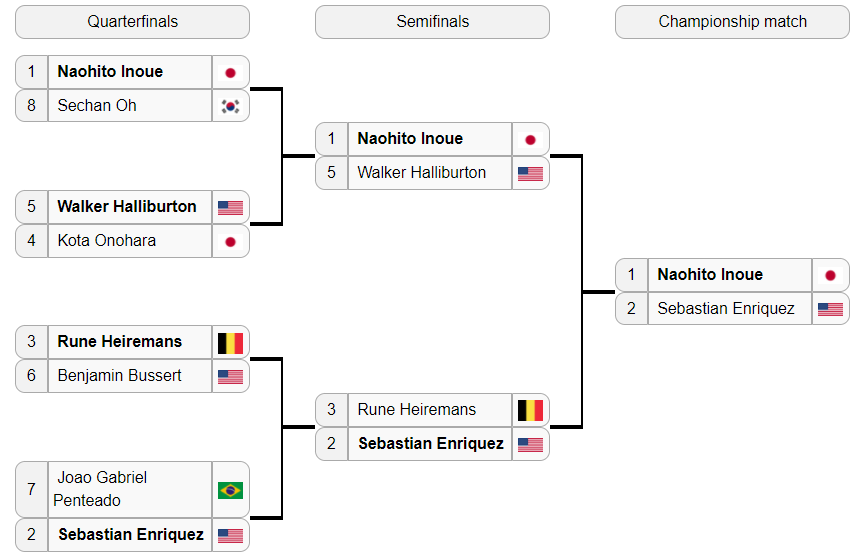 Quarterfinals
Semifinals
Championship match
1 Naohito Inoue
8 Sechan Oh
5 Walker Halliburton
4 Kota Onohara
3 Rune Heiremans
6 Benjamin Bussert
7 Joao Gabriel
Penteado
2 Sebastian Enriquez
1 Naohito Inoue
5 Walker Halliburton
3 Rune Heiremans
2 Sebastian Enriquez
1 Naohito Inoue
2 Sebastian Enriquez